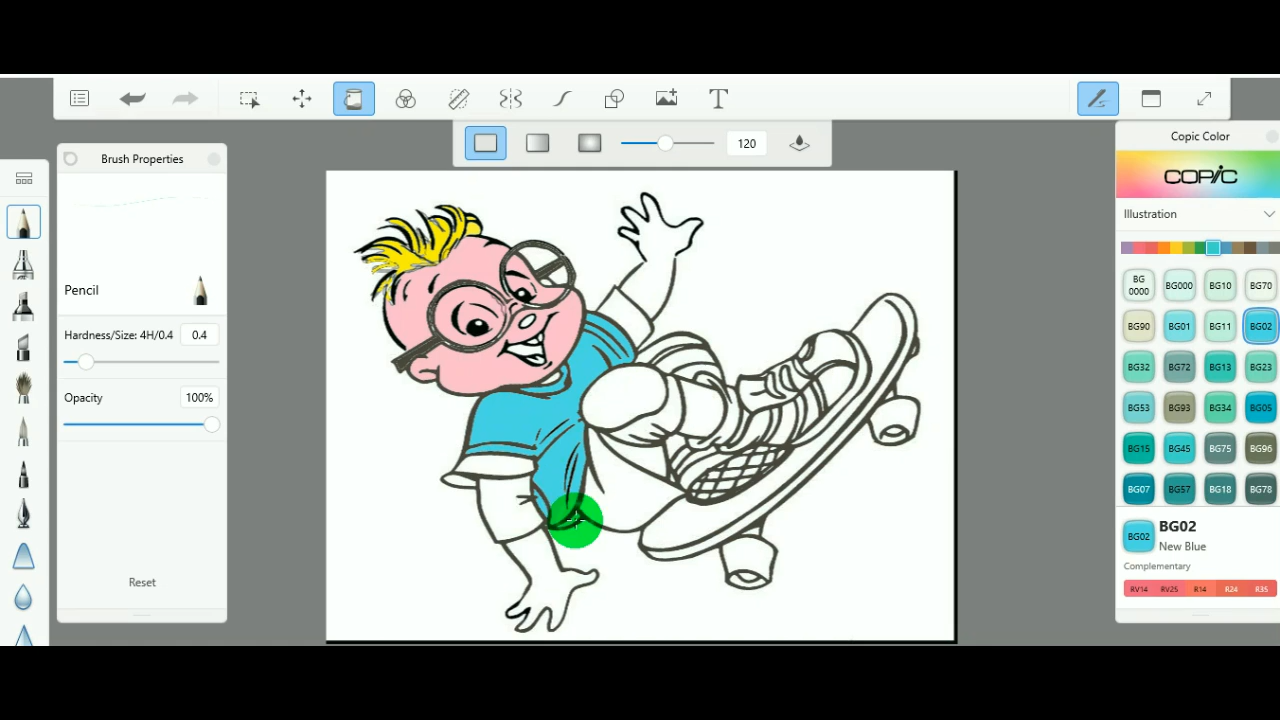 T
120
Brush Properties
Pencil
Hardness/Size: 4H/0.4 0.4
Opacity 100%
Reset
Copic Color
COPIC
Illustration
BG 0000 BG000 BG10 BG70
BG90 BG01 BG11 BG02
BG32 BG72 BG13 BG23
BG53 BG93 BG34 BG05
BG15 BG45 BG75 BG96
BG07 BG57 BG18 BG78
BG02 BG02
New Blue
Complementary
RV14 RV25 R14 R24 R35